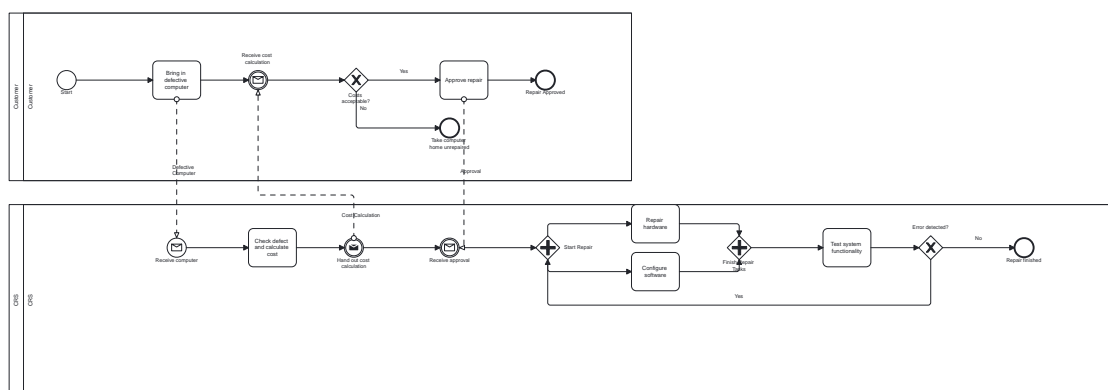 Customer
Customer
Start
Bring in
defective
computer
Receive cost
calculation
Costs
acceptable?
Yes
No
Approve repair
Repair Approved
Take computer
home unrepaired
Defective
Computer
Cost Calculation
Approval
CRS
CRS
Receive computer
Check defect
and calculate
cost
Hand out cost
calculation
Receive approval
Start Repair
Repair
hardware
Configure
software
Finish Repair
Tasks
Test system
functionality
Error detected?
No
Yes
Repair finished